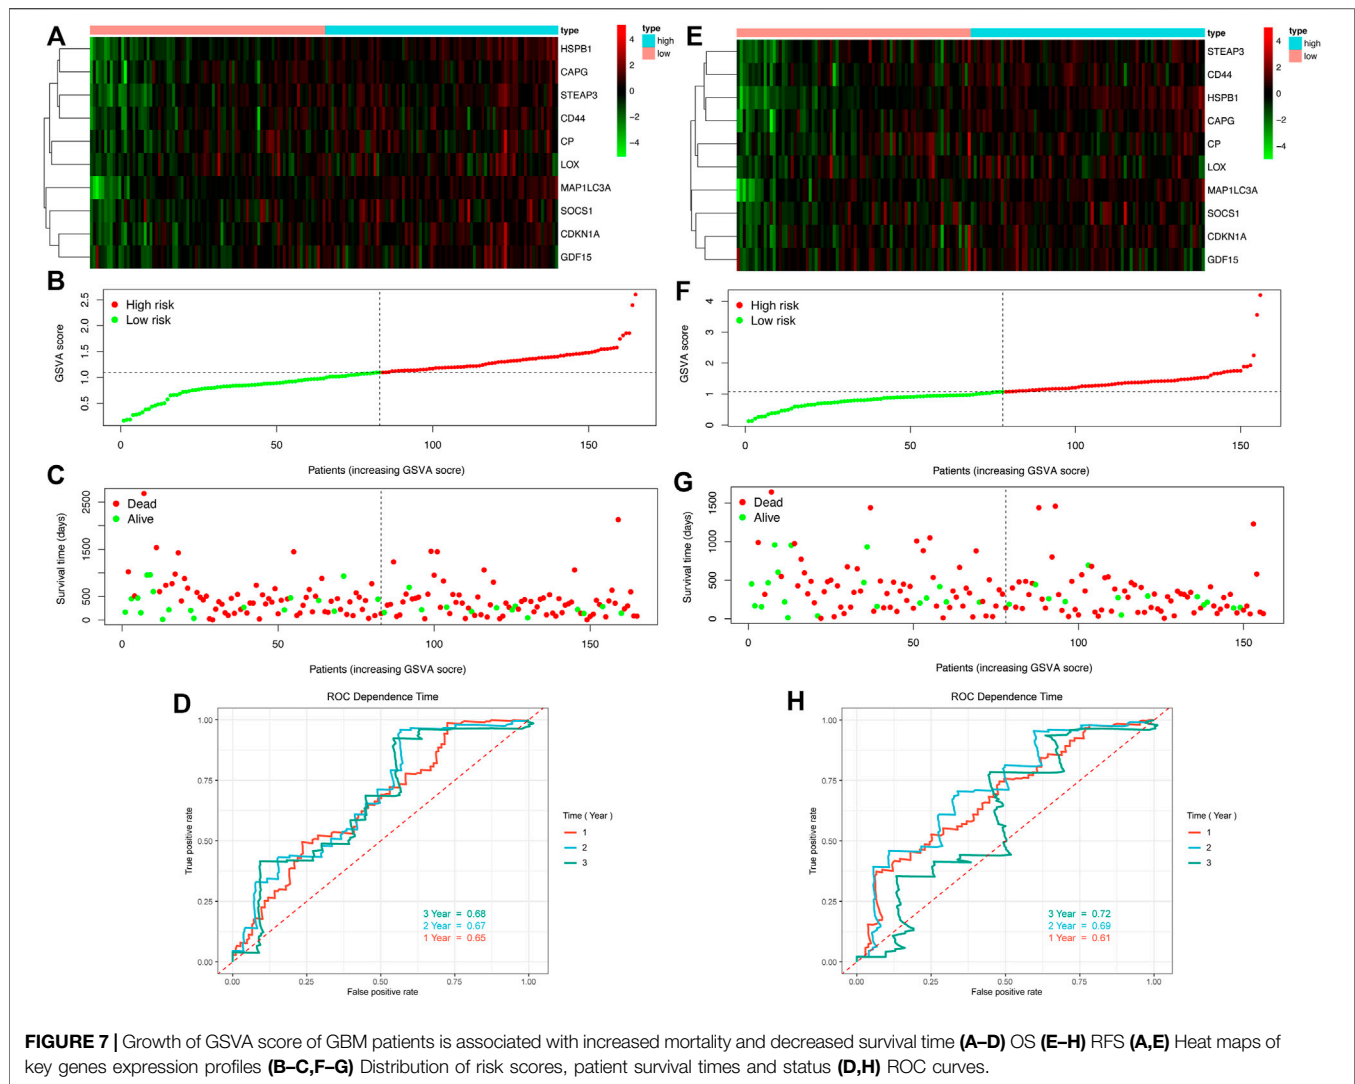 A
type
high
low
4
2
0
−2
−4
HSPB1
CAPG
STEAP3
CD44
CP
LOX
MAP1LC3A
SOCS1
CDKN1A
GDF15
E
type
high
low
4
2
0
−2
−4
STEAP3
CD44
HSPB1
CAPG
CP
LOX
MAP1LC3A
SOCS1
CDKN1A
GDF15
B
High risk
Low risk
GSVA score
2.5
2.0
1.5
1.0
0.5
0 50 100 150
Patients (increasing GSVA socre)
F
High risk
Low risk
GSVA score
4
3
2
1
0
0 50 100 150
Patients (increasing GSVA socre)
C
Dead
Alive
Survival time (days)
2500
1500
500
0
0 50 100 150
Patients (increasing GSVA socre)
G
Dead
Alive
Survival time (days)
1500
1000
500
0
0 50 100 150
Patients (increasing GSVA socre)
D
ROC Dependence Time
True positive rate
1.00
0.75
0.50
0.25
0.00
3 Year = 0.68
2 Year = 0.67
1 Year = 0.65
0.00 0.25 0.50 0.75 1.00
False positive rate
Time ( Year )
1
2
3
H
ROC Dependence Time
True positive rate
1.00
0.75
0.50
0.25
0.00
3 Year = 0.72
2 Year = 0.69
1 Year = 0.61
0.00 0.25 0.50 0.75 1.00
False positive rate
Time ( Year )
1
2
3
FIGURE 7 | Growth of GSVA score of GBM patients is associated with increased mortality and decreased survival time (A–D) OS (E–H) RFS (A,E) Heat maps of
key genes expression profiles (B–C,F–G) Distribution of risk scores, patient survival times and status (D,H) ROC curves.